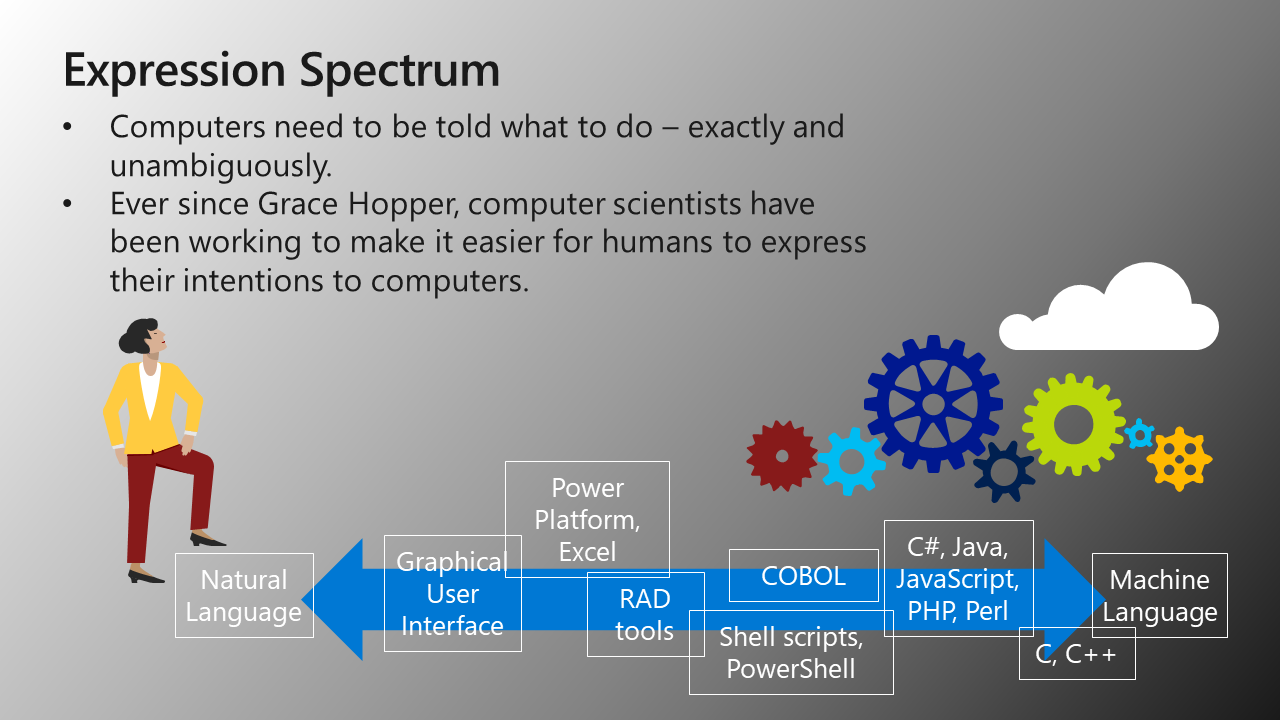 Expression Spectrum
• Computers need to be told what to do – exactly and
unambiguously.
• Ever since Grace Hopper, computer scientists have
been working to make it easier for humans to express
their intentions to computers.
Natural
Language
Graphical
User
Interface
Power
Platform,
Excel
RAD
tools
COBOL
Shell scripts,
PowerShell
C#, Java,
JavaScript,
PHP, Perl
C, C++
Machine
Language